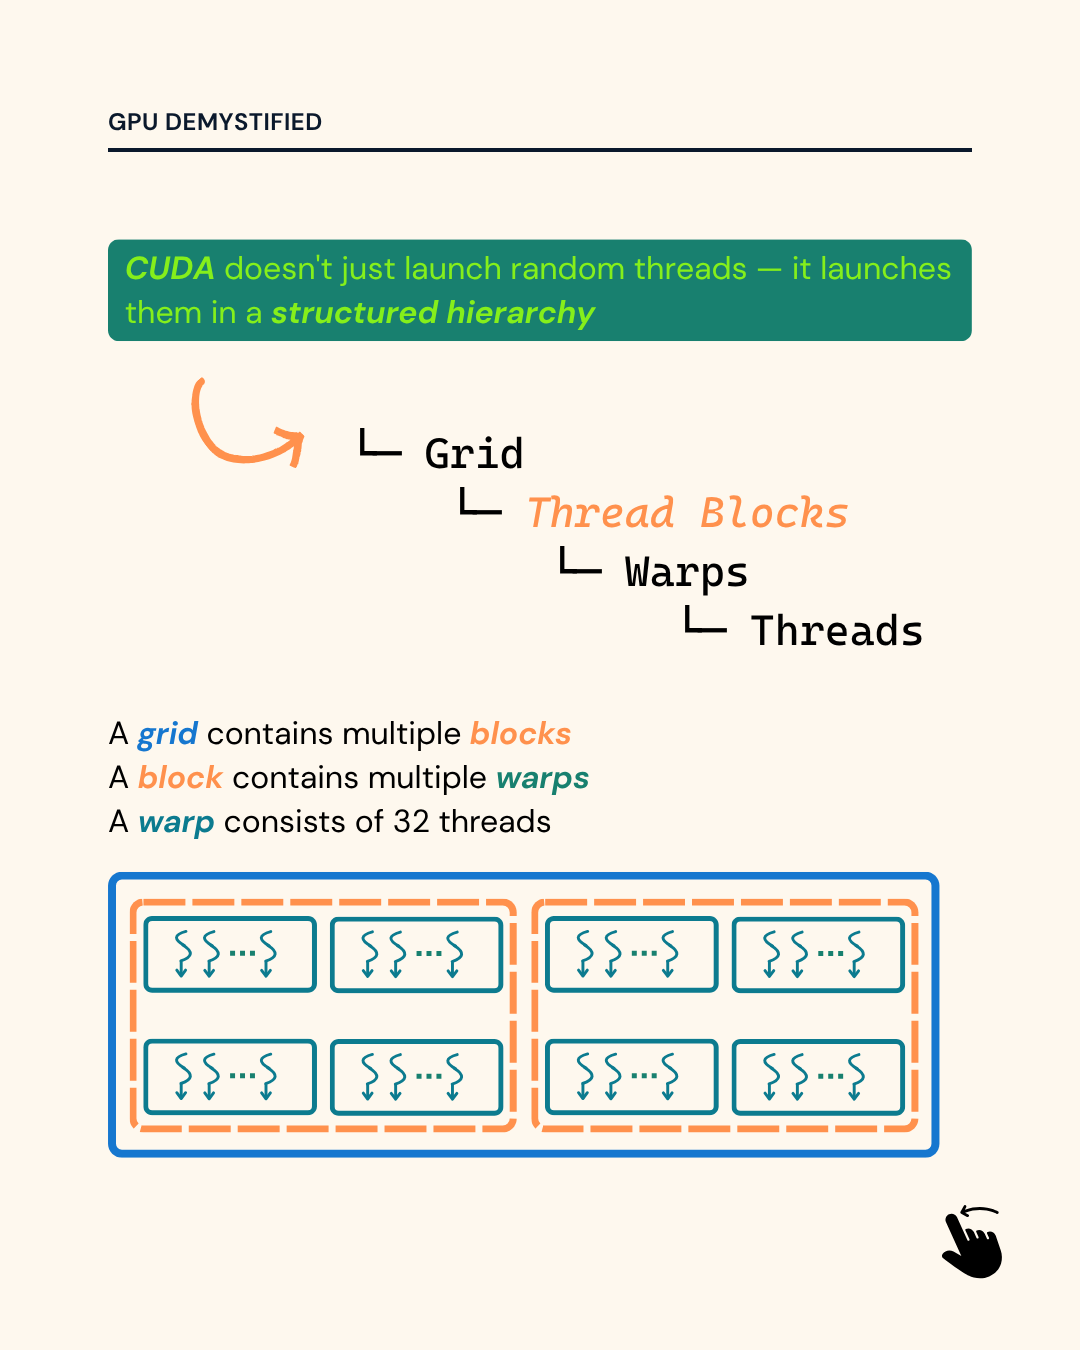 GPU DEMYSTIFIED
CUDA doesn't just launch random threads — it launches
them in a structured hierarchy
└─ Grid
└─ Thread Blocks
└─ Warps
└─ Threads
A grid contains multiple blocks
A block contains multiple warps
A warp consists of 32 threads